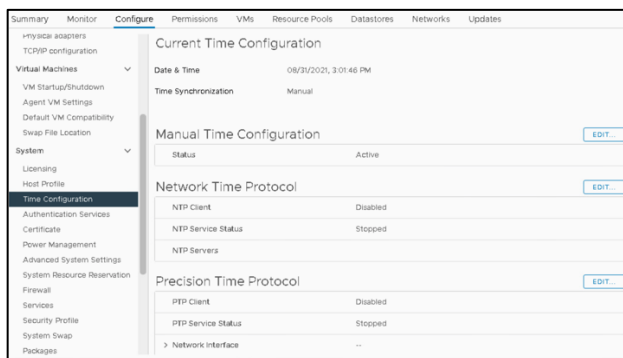 Summary Monitor Configure Permissions VMs Resource Pools Datastores Networks Updates
Physical adapters
TCP/IP configuration
Virtual Machines
VM Startup/Shutdown
Agent VM Settings
Default VM Compatibility
Swap File Location
System
Licensing
Host Profile
Time Configuration
Authentication Services
Certificate
Power Management
Advanced System Settings
System Resource Reservation
Firewall
Services
Security Profile
System Swap
Packages
Current Time Configuration
Date & Time 08/31/2021, 3:01:46 PM
Time Synchronization Manual
Manual Time Configuration EDIT...
Status Active
Network Time Protocol EDIT...
NTP Client Disabled
NTP Service Status Stopped
NTP Servers
Precision Time Protocol EDIT...
PTP Client Disabled
PTP Service Status Stopped
> Network Interface --